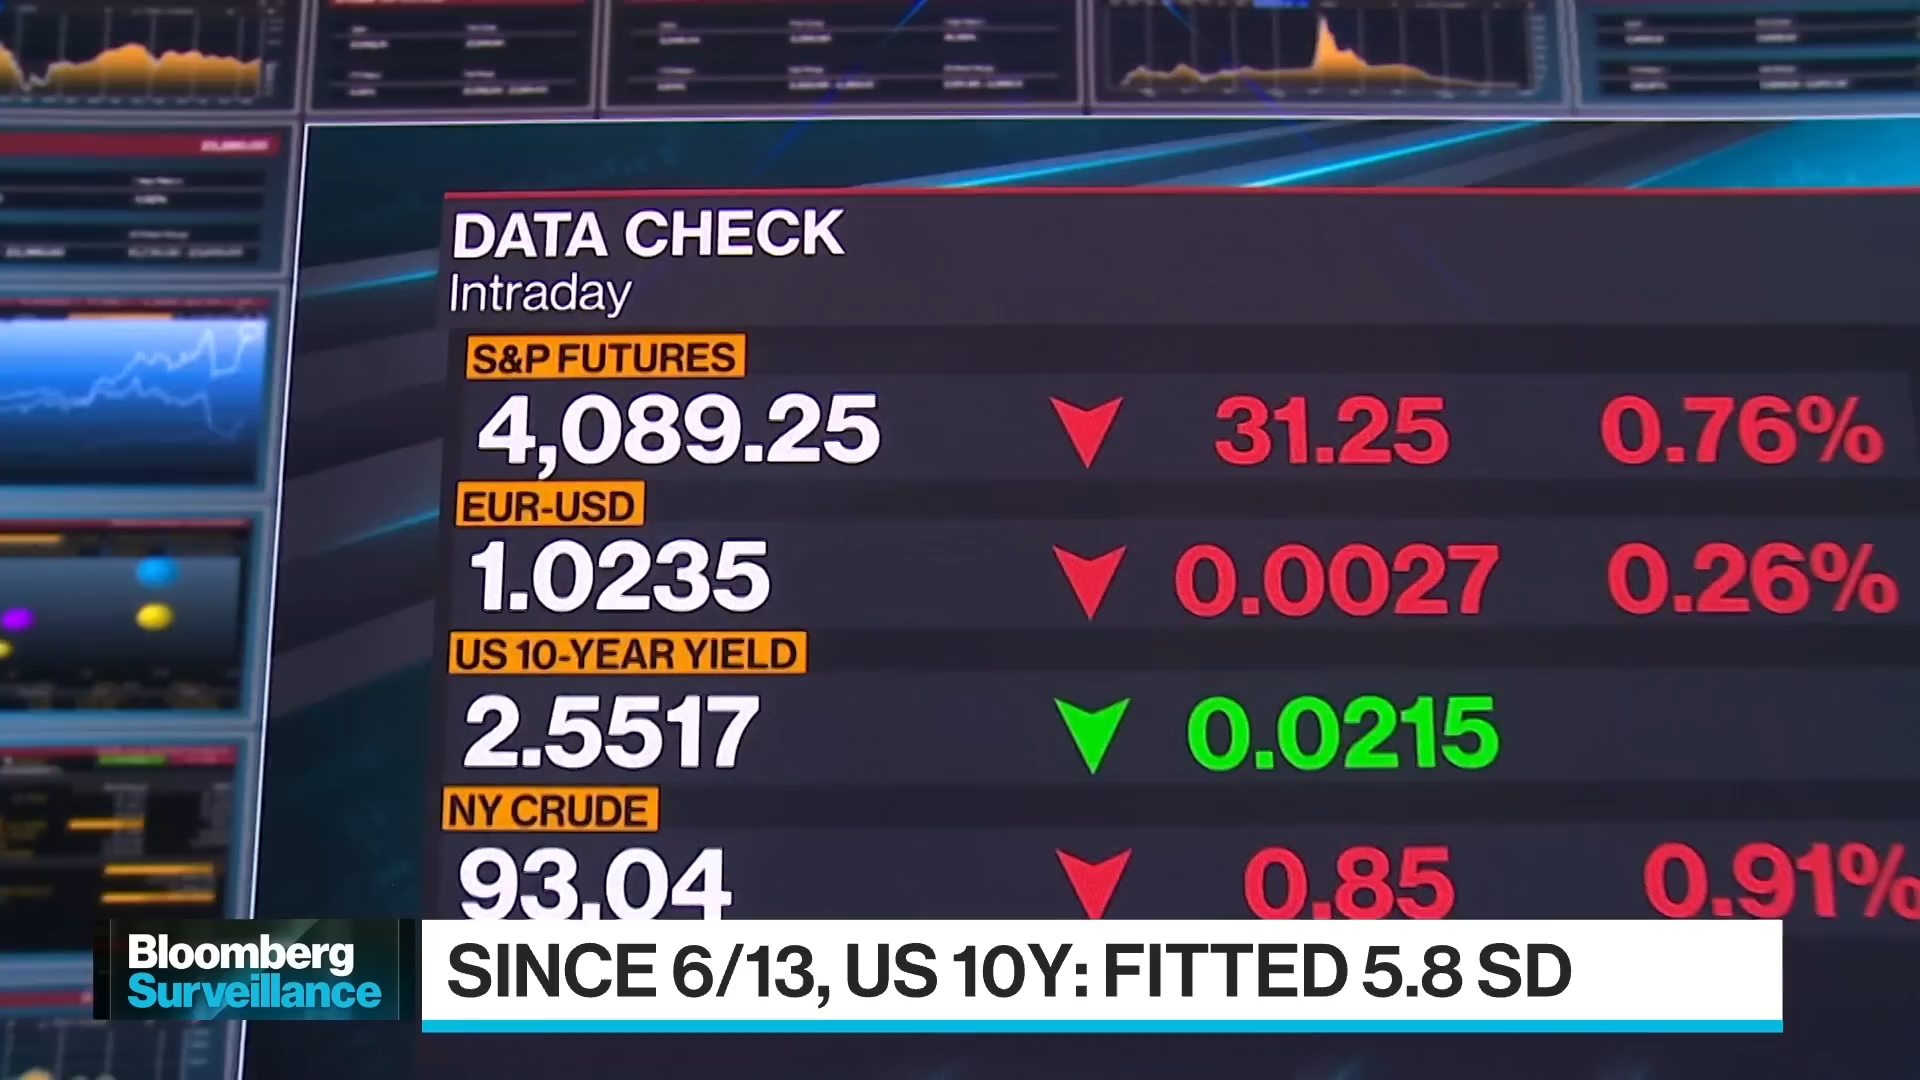 DATA CHECK
Intraday
S&P FUTURES
4,089.25 31.25 0.76%
EUR-USD
1.0235 0.0027 0.26%
US 10-YEAR YIELD
2.5517 0.0215
NY CRUDE
93.04 0.85 0.91%
Bloomberg
Surveillance
SINCE 6/13, US 10Y: FITTED 5.8 SD